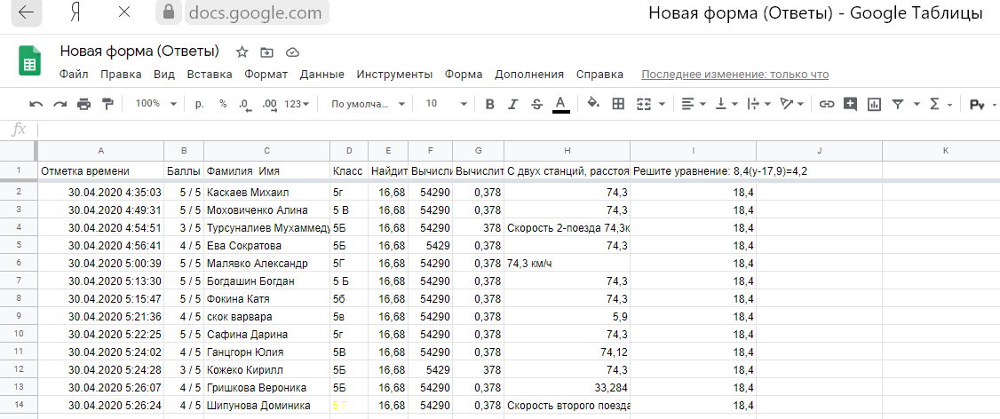 Я docs.google.com Новая форма (Ответы) - Google Таблицы
Новая форма (Ответы)
Файл Правка Вид Вставка Формат Данные Инструменты Форма Дополнения Справка Последнее изменение: только что
100% р. % .0 .00 123 По умолча... 10 B I S A Σ Ру
fx
A B C D E F G H I J K
1 Отметка времени Баллы Фамилия Имя Класс Найдит Вычисли Вычислит С двух станций, расстоя Решите уравнение: 8,4(у-17,9)=4,2
2 30.04.2020 4:35:03 5 / 5 Каскаев Михаил 5г 16,68 54290 0,378 74,3 18,4
3 30.04.2020 4:49:31 5 / 5 Моховиченко Алина 5 В 16,68 54290 0,378 74,3 18,4
4 30.04.2020 4:54:51 3 / 5 Турсуналиев Мухаммеду 5Б 16,68 54290 378 Скорость 2-поезда 74,3к 18,4
5 30.04.2020 4:56:41 4 / 5 Ева Сократова 5Б 16,68 5429 0,378 74,3 18,4
6 30.04.2020 5:00:39 5 / 5 Малявко Александр 5Г 16,68 54290 0,378 74,3 км/ч 18,4
7 30.04.2020 5:13:30 5 / 5 Богдашин Богдан 5 Б 16,68 54290 0,378 74,3 18,4
8 30.04.2020 5:15:47 5 / 5 Фокина Катя 5б 16,68 54290 0,378 74,3 18,4
9 30.04.2020 5:21:36 4 / 5 скок варвара 5в 16,68 54290 0,378 5,9 18,4
10 30.04.2020 5:22:25 5 / 5 Сафина Дарина 5г 16,68 54290 0,378 74,3 18,4
11 30.04.2020 5:24:02 4 / 5 Ганцгорн Юлия 5В 16,68 54290 0,378 74,12 18,4
12 30.04.2020 5:24:28 3 / 5 Кожеко Кирилл 5Б 16,68 5429 378 74,3 18,4
13 30.04.2020 5:26:07 4 / 5 Гришкова Вероника 5Б 16,68 54290 0,378 33,284 18,4
14 30.04.2020 5:26:24 4 / 5 Шипунова Доминика 5 Г 16,68 54290 0,378 Скорость второго поезда 18,4